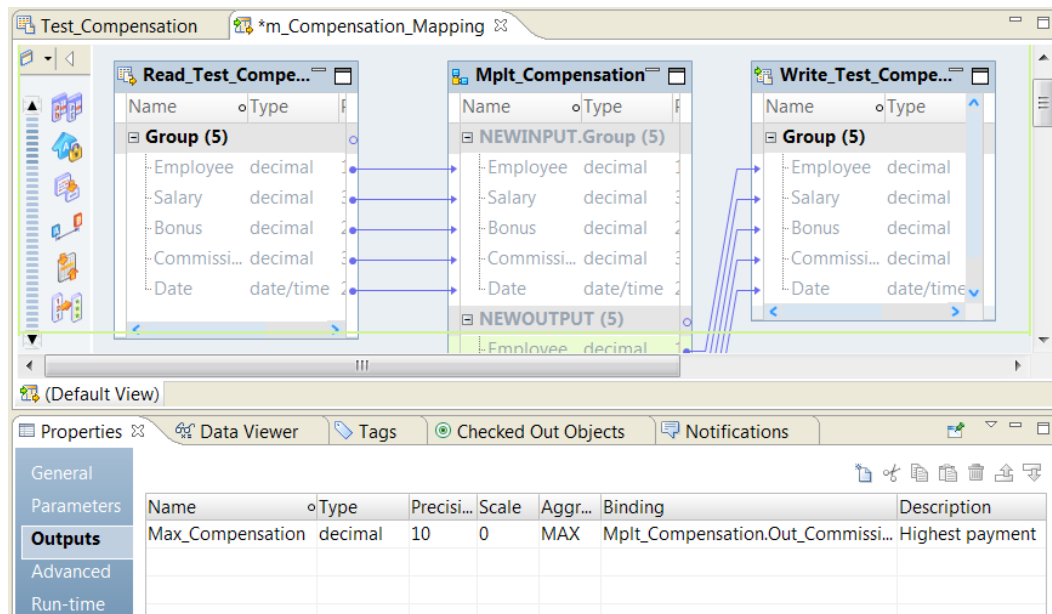 Test_Compensation *m_Compensation_Mapping
Read_Test_Compe... Mplt_Compensation Write_Test_Compe...
Name Type Name Type Name Type
Group (5) NEWINPUT.Group (5) Group (5)
Employee decimal Employee decimal Employee decimal
Salary decimal Salary decimal Salary decimal
Bonus decimal Bonus decimal Bonus decimal
Commissi... decimal Commissi... decimal Commissi... decimal
Date date/time Date date/time Date date/time
NEWOUTPUT (5)
Employee decimal
(Default View)
Properties Data Viewer Tags Checked Out Objects Notifications
General
Parameters
Outputs
Advanced
Run-time
Name Type Precisi... Scale Aggr... Binding Description
Max_Compensation decimal 10 0 MAX Mplt_Compensation.Out_Commissi... Highest payment